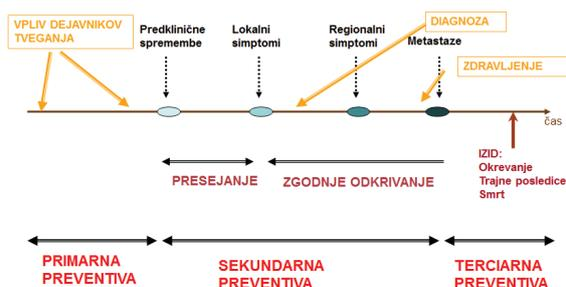 VPLIV DEJAVNIKOV
TVEGANJA
Predklinične
spremembe
Lokalni
simptomi
Regionalni
simptomi
DIAGNOZA
Metastaze
ZDRAVLJENJE
čas
IZID:
Okrevanje
Trajne posledice
Smrt
PRESEJANJE
ZGODNJE ODKRIVANJE
PRIMARNA
PREVENTIVA
SEKUNDARNA
PREVENTIVA
TERCIARNA
PREVENTIVA